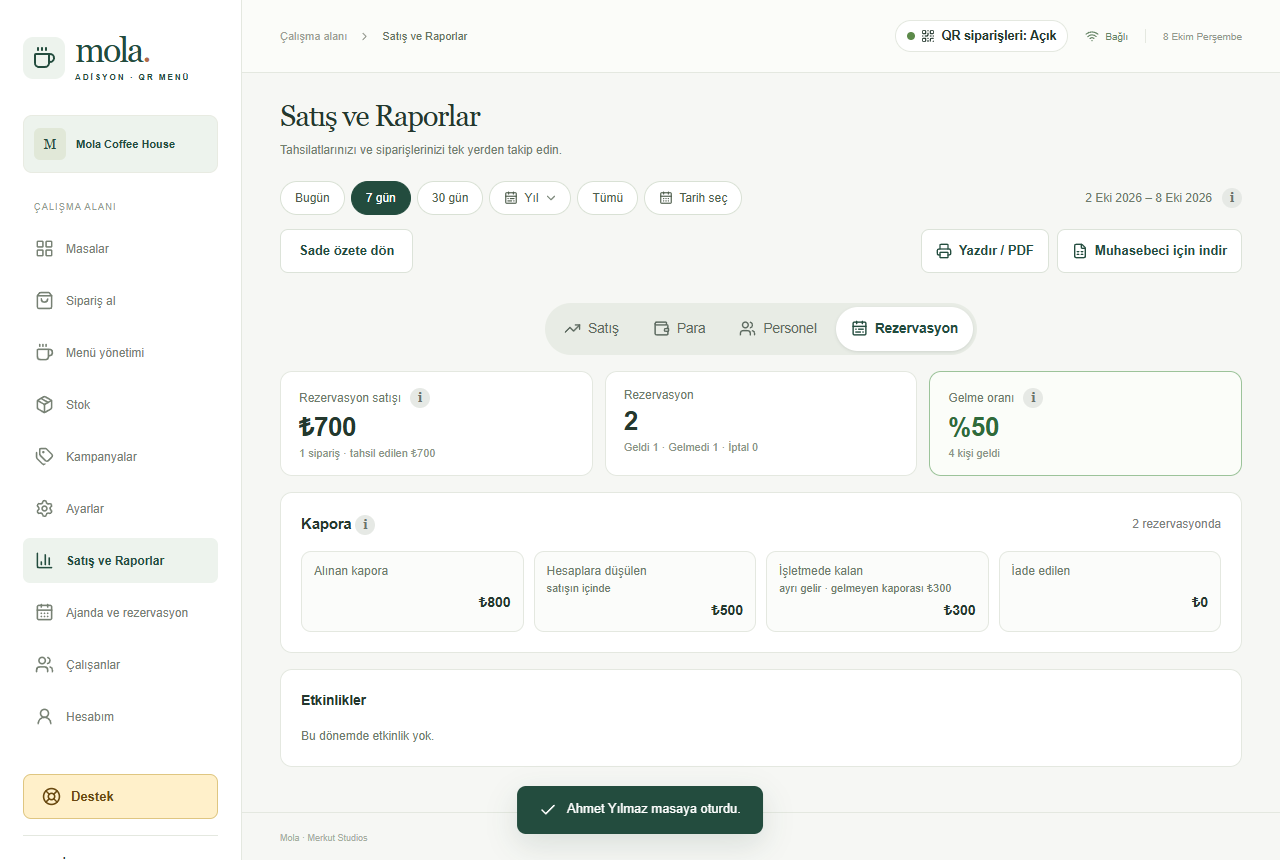 mola.
ADİSYON · QR MENÜ
M
Mola Coffee House
ÇALIŞMA ALANI
Masalar
Sipariş al
Menü yönetimi
Stok
Kampanyalar
Ayarlar
Satış ve Raporlar
Ajanda ve rezervasyon
Çalışanlar
Hesabım
Destek
Çalışma alanı
Satış ve Raporlar
QR siparişleri: Açık
Bağlı
8 Ekim Perşembe
Satış ve Raporlar
Tahsilatlarınızı ve siparişlerinizi tek yerden takip edin.
Bugün
7 gün
30 gün
Yıl
Tümü
Tarih seç
2 Eki 2026 – 8 Eki 2026
i
Sade özete dön
Yazdır / PDF
Muhasebeci için indir
Satış
Para
Personel
Rezervasyon
Rezervasyon satışı i
₺700
1 sipariş · tahsil edilen ₺700
Rezervasyon
2
Geldi 1 · Gelmedi 1 · İptal 0
Gelme oranı i
%50
4 kişi geldi
Kapora i
2 rezervasyonda
Alınan kapora
₺800
Hesaplara düşülen
satışın içinde
₺500
İşletmede kalan
ayrı gelir · gelmeyen kaporası ₺300
₺300
İade edilen
₺0
Etkinlikler
Bu dönemde etkinlik yok.
Ahmet Yılmaz masaya oturdu.
Mola · Merkut Studios